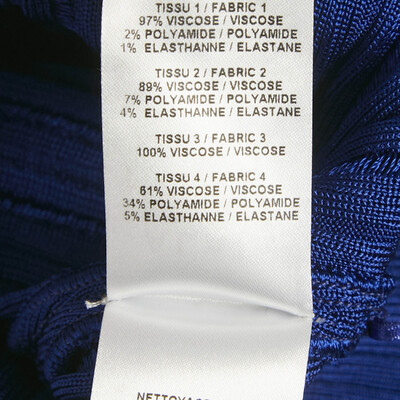 TISSU 1 / FABRIC 1
97% VISCOSE / VISCOSE
2% POLYAMIDE / POLYAMIDE
1% ELASTHANNE / ELASTANE
TISSU 2 / FABRIC 2
89% VISCOSE / VISCOSE
7% POLYAMIDE / POLYAMIDE
4% ELASTHANNE / ELASTANE
TISSU 3 / FABRIC 3
100% VISCOSE / VISCOSE
TISSU 4 / FABRIC 4
61% VISCOSE / VISCOSE
34% POLYAMIDE / POLYAMIDE
5% ELASTHANNE / ELASTANE